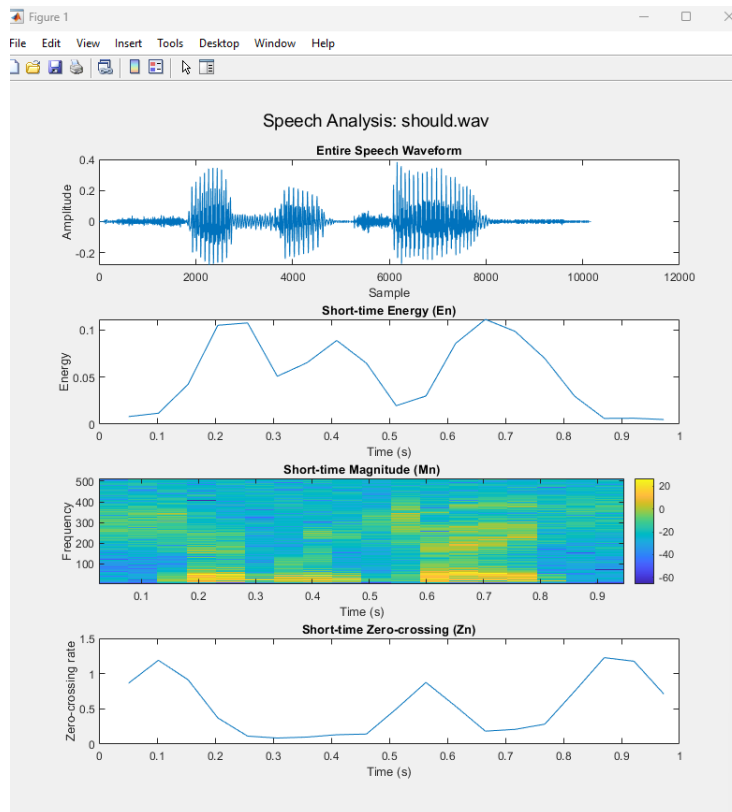 Figure 1
File Edit View Insert Tools Desktop Window Help
Speech Analysis: should.wav
Entire Speech Waveform
0.4
0.2
0
-0.2
Amplitude
0 2000 4000 6000 8000 10000 12000
Sample
Short-time Energy (En)
0.1
0.05
0
Energy
0 0.1 0.2 0.3 0.4 0.5 0.6 0.7 0.8 0.9 1
Time (s)
Short-time Magnitude (Mn)
500
400
300
200
100
Frequency
20
0
-20
-40
-60
0.1 0.2 0.3 0.4 0.5 0.6 0.7 0.8 0.9
Time (s)
Short-time Zero-crossing (Zn)
1.5
1
0.5
0
Zero-crossing rate
0 0.1 0.2 0.3 0.4 0.5 0.6 0.7 0.8 0.9 1
Time (s)